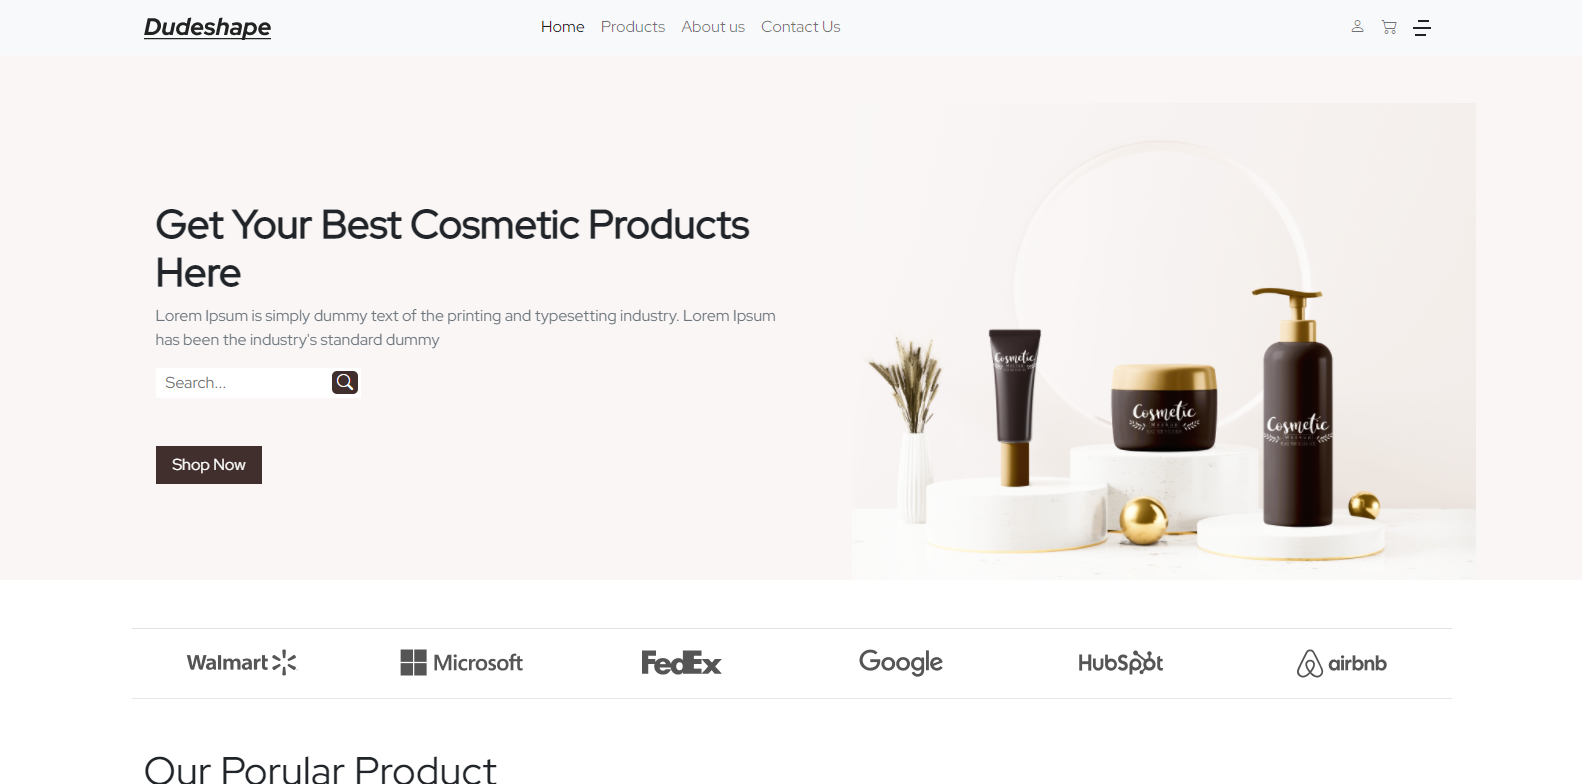 Dudeshape
Home Products About us Contact Us
Get Your Best Cosmetic Products
Here
Lorem Ipsum is simply dummy text of the printing and typesetting industry. Lorem Ipsum
has been the industry's standard dummy
Search...
Shop Now
Cosmetic
Cosmetic
Mockup
Cosmetic
Mockup
Walmart Microsoft FedEx Google HubSpot airbnb
Our Porular Product